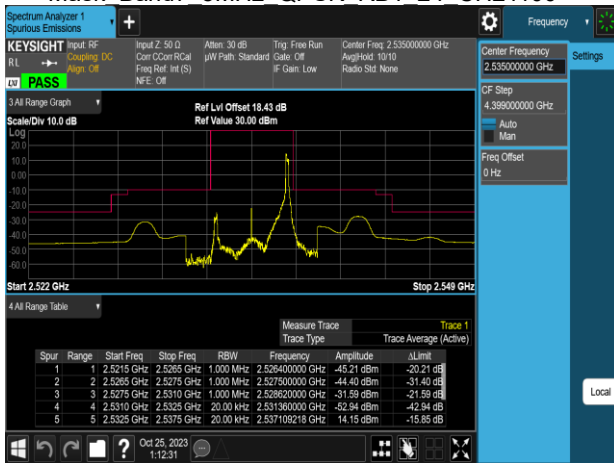 Spectrum Analyzer 1
Spurious Emissions
Frequency
KEYSIGHT Input: RF
R L
Coupling: DC
Align: Off
PASS
Input Z: 50 Ω
Corr CCorr RCal
Freq Ref: Int (S)
NFE: Off
Atten: 30 dB
µW Path: Standard
Trig: Free Run
Gate: Off
IF Gain: Low
Center Freq: 2.535000000 GHz
Avg|Hold: 10/10
Radio Std: None
Center Frequency
2.535000000 GHz
Settings
CF Step
4.399000000 GHz
Auto
Man
Freq Offset
0 Hz
3 All Range Graph
Scale/Div 10.0 dB
Ref Lvl Offset 18.43 dB
Ref Value 30.00 dBm
Log
20.0
10.0
0.00
-10.0
-20.0
-30.0
-40.0
-50.0
-60.0
Start 2.522 GHz
Stop 2.549 GHz
4 All Range Table
Measure Trace Trace 1
Trace Type Trace Average (Active)
Spur Range Start Freq Stop Freq RBW Frequency Amplitude ΔLimit
1 1 2.5215 GHz 2.5265 GHz 1.000 MHz 2.526400000 GHz -45.21 dBm -20.21 dB
2 2 2.5265 GHz 2.5275 GHz 1.000 MHz 2.527500000 GHz -44.40 dBm -31.40 dB
3 3 2.5275 GHz 2.5310 GHz 1.000 MHz 2.528620000 GHz -31.59 dBm -21.59 dB
4 4 2.5310 GHz 2.5325 GHz 20.00 kHz 2.531360000 GHz -52.94 dBm -42.94 dB
5 5 2.5325 GHz 2.5375 GHz 20.00 kHz 2.537109218 GHz 14.15 dBm -15.85 dB
Local
Oct 25, 2023
1:12:31